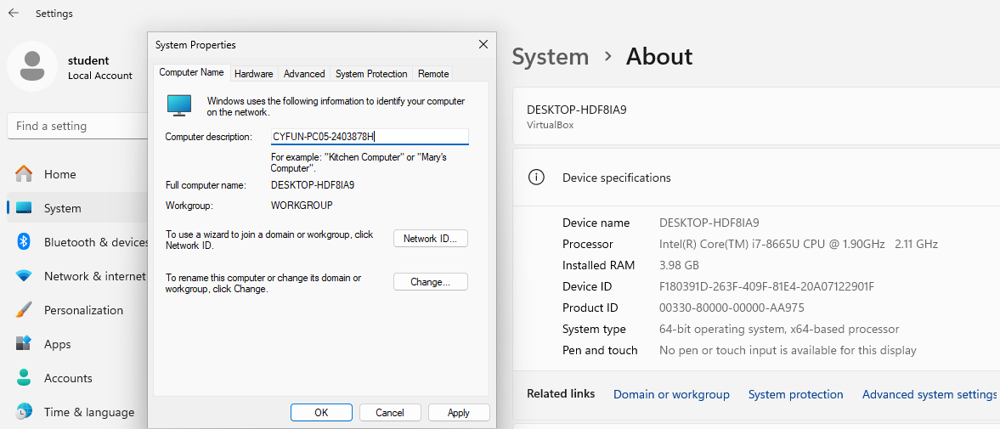 Settings
student
Local Account
Find a setting
Home
System
Bluetooth & devices
Network & internet
Personalization
Apps
Accounts
Time & language
System Properties
Computer Name Hardware Advanced System Protection Remote
Windows uses the following information to identify your computer
on the network.
Computer description: CYFUN-PC05-2403878H
For example: "Kitchen Computer" or "Mary's
Computer".
Full computer name: DESKTOP-HDF8IA9
Workgroup: WORKGROUP
To use a wizard to join a domain or workgroup, click
Network ID.
Network ID...
To rename this computer or change its domain or
workgroup, click Change.
Change...
OK Cancel Apply
System > About
DESKTOP-HDF8IA9
VirtualBox
Device specifications
Device name DESKTOP-HDF8IA9
Processor Intel(R) Core(TM) i7-8665U CPU @ 1.90GHz 2.11 GHz
Installed RAM 3.98 GB
Device ID F180391D-263F-409F-81E4-20A07122901F
Product ID 00330-80000-00000-AA975
System type 64-bit operating system, x64-based processor
Pen and touch No pen or touch input is available for this display
Related links Domain or workgroup System protection Advanced system settings